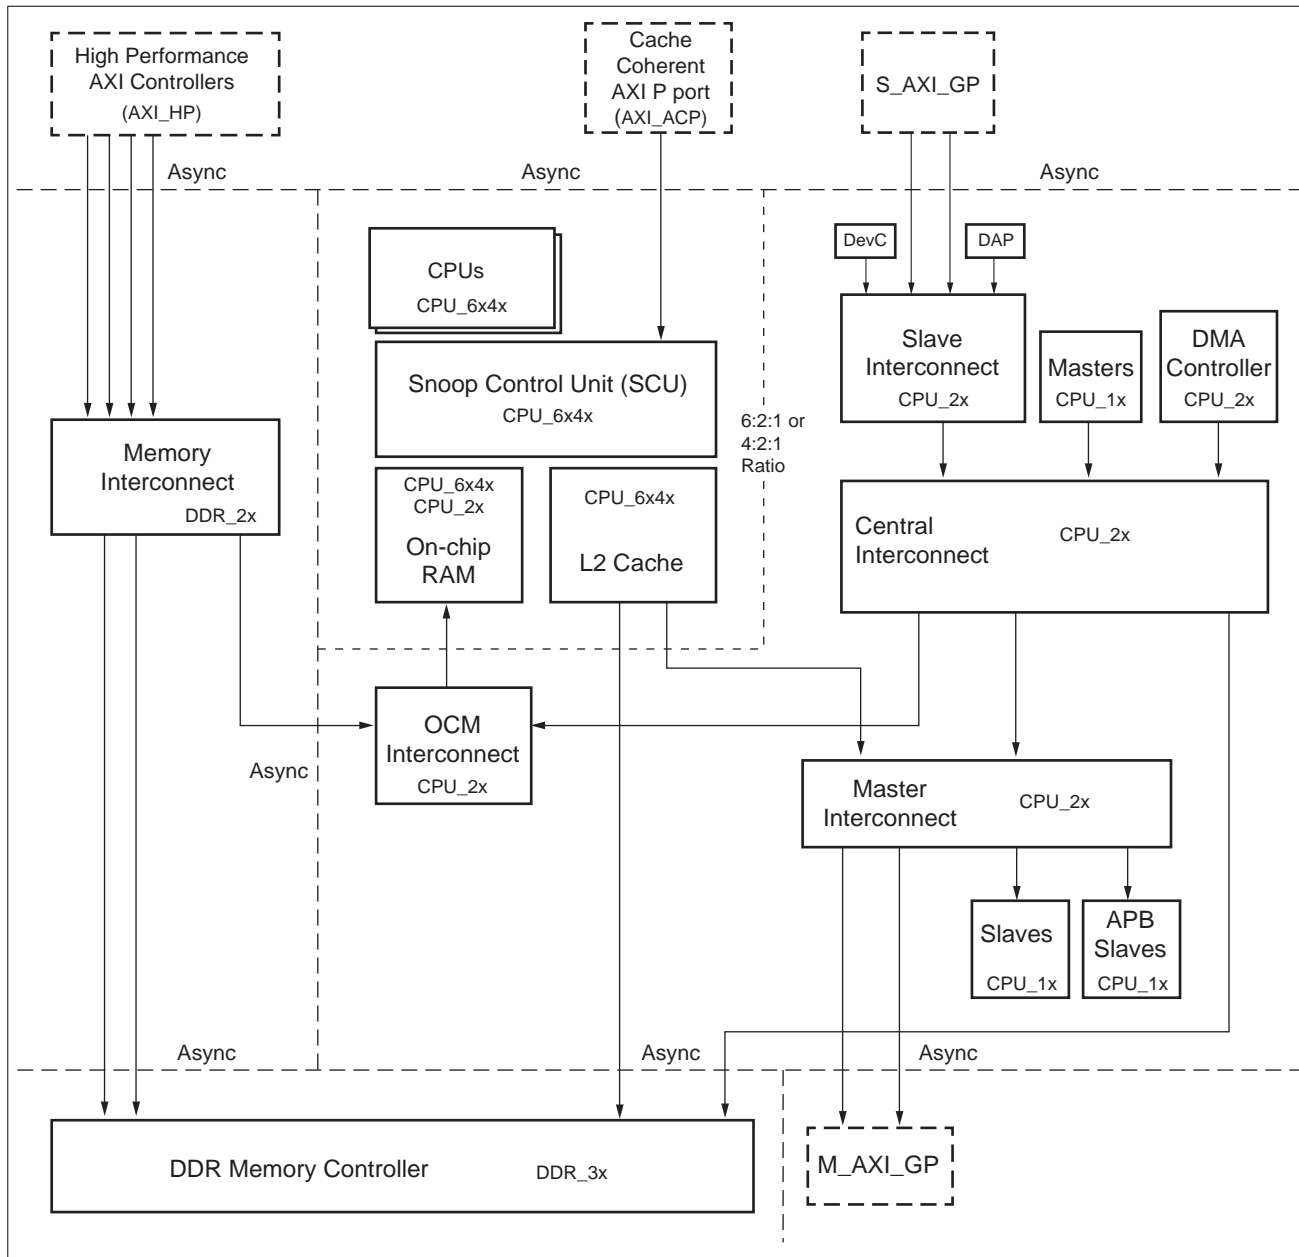 High Performance
AXI Controllers
(AXI_HP)
Cache
Coherent
AXI P port
(AXI_ACP)
S_AXI_GP
Async
Async
Async
DevC
DAP
CPUs
CPU_6x4x
Slave
Interconnect
CPU_2x
Masters
CPU_1x
DMA
Controller
CPU_2x
Snoop Control Unit (SCU)
CPU_6x4x
6:2:1 or
4:2:1
Ratio
Memory
Interconnect
DDR_2x
CPU_6x4x
CPU_2x
On-chip
RAM
CPU_6x4x
L2 Cache
Central
Interconnect
CPU_2x
OCM
Interconnect
CPU_2x
Async
Master
Interconnect
CPU_2x
Slaves
CPU_1x
APB
Slaves
CPU_1x
Async
Async
Async
DDR Memory Controller
DDR_3x
M_AXI_GP